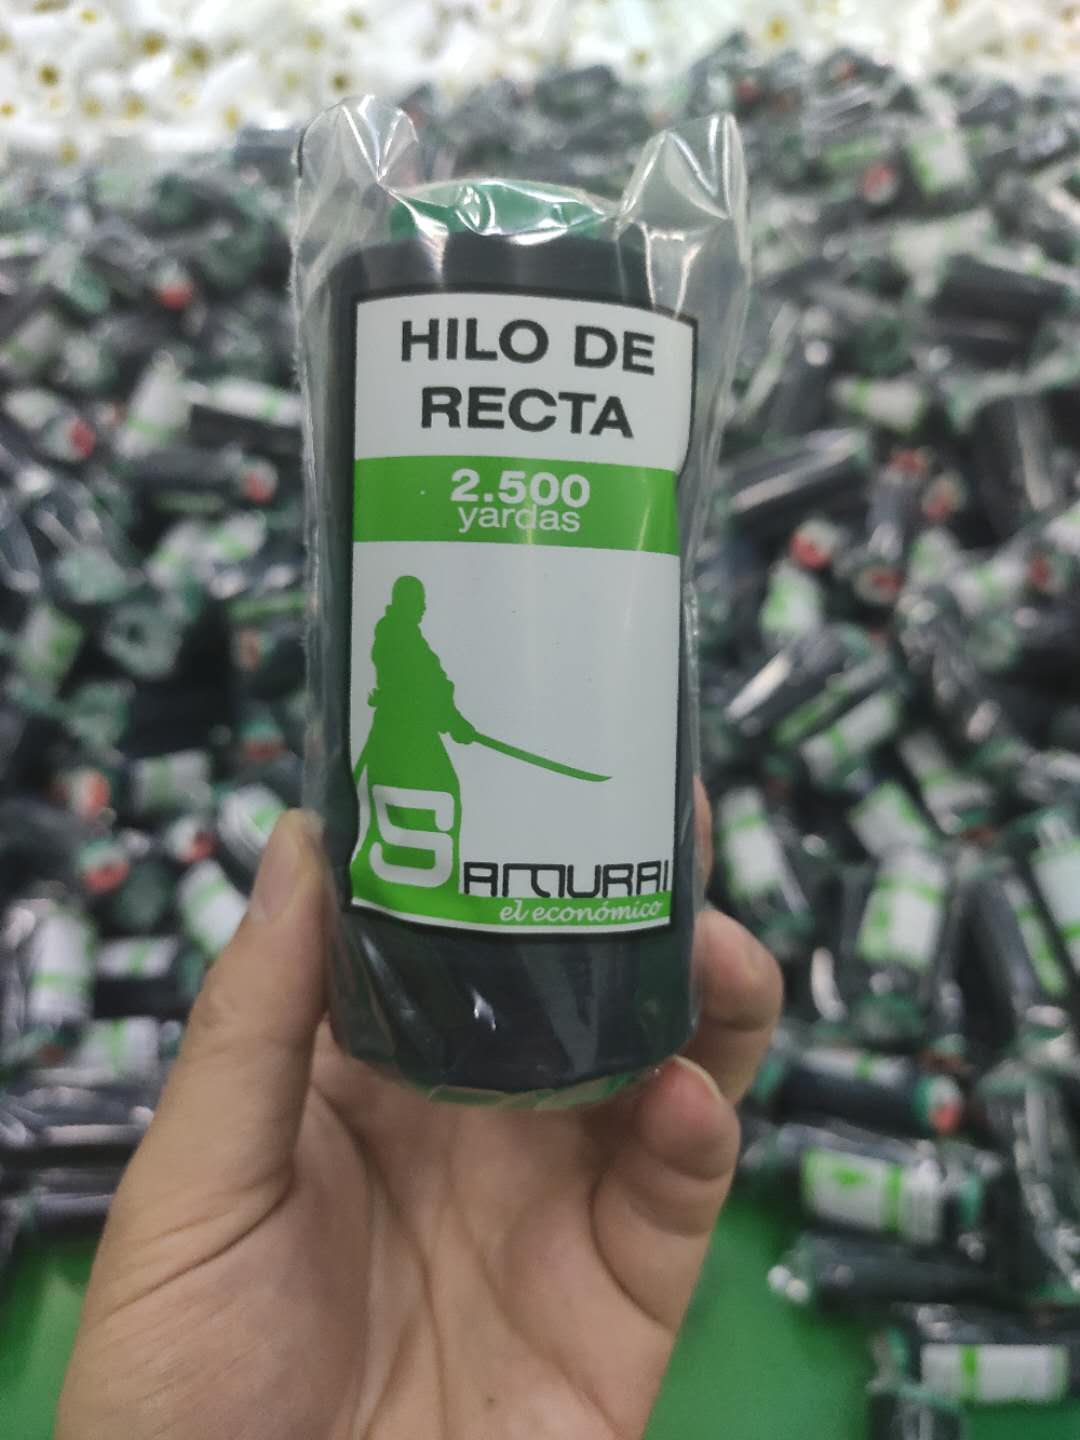 HILO DE
RECTA
2.500
yardas
SAMURAI
el económico